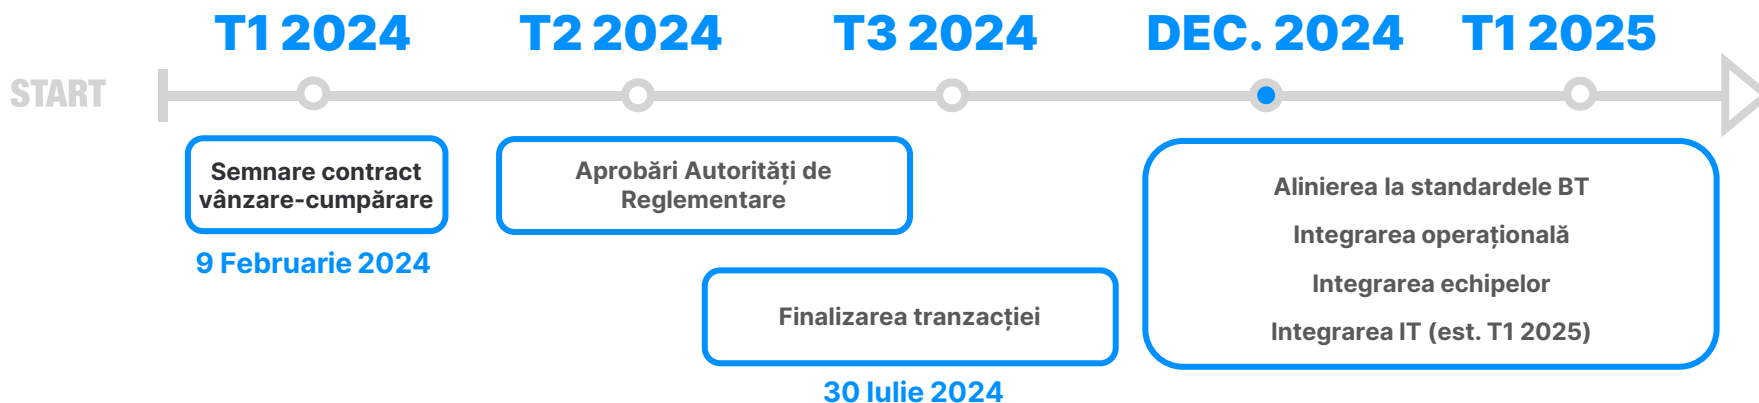 T1 2024
T2 2024
T3 2024
DEC. 2024
T1 2025
START
Semnare contract
vânzare-cumpărare
9 Februarie 2024
Aprobări Autorități de
Reglementare
Finalizarea tranzacției
30 Iulie 2024
Alinierea la standardele BT
Integrarea operațională
Integrarea echipelor
Integrarea IT (est. T1 2025)